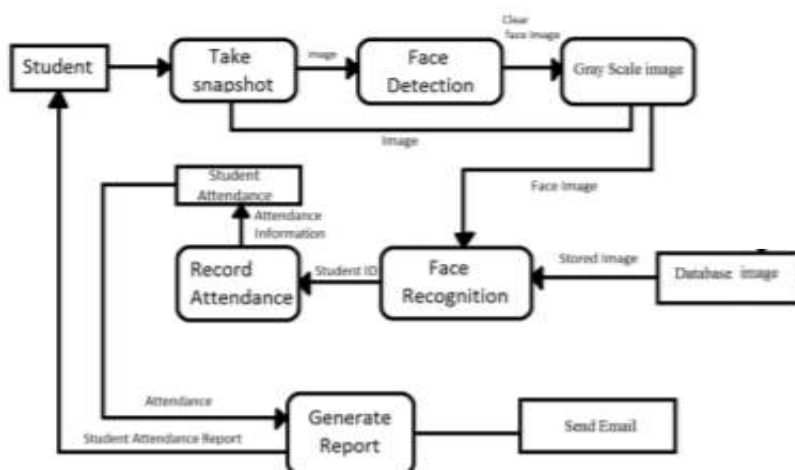 Clear
face Image
Student
Take
snapshot
Image
Face
Detection
Gray Scale image
Image
Student
Attendance
Face Image
Attendance
Information
Record
Attendance
Student ID
Face
Recognition
Stored Image
Database image
Attendance
Generate
Report
Send Email
Student Attendance Report